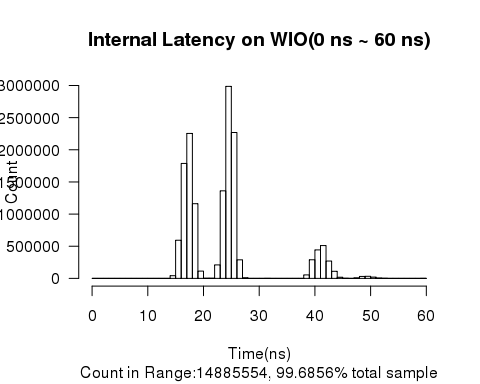 Internal Latency on WIO(0 ns ~ 60 ns)
3000000
2500000
2000000
1500000
1000000
500000
0
Count
0 10 20 30 40 50 60
Time(ns)
Count in Range:14885554, 99.6856% total sample